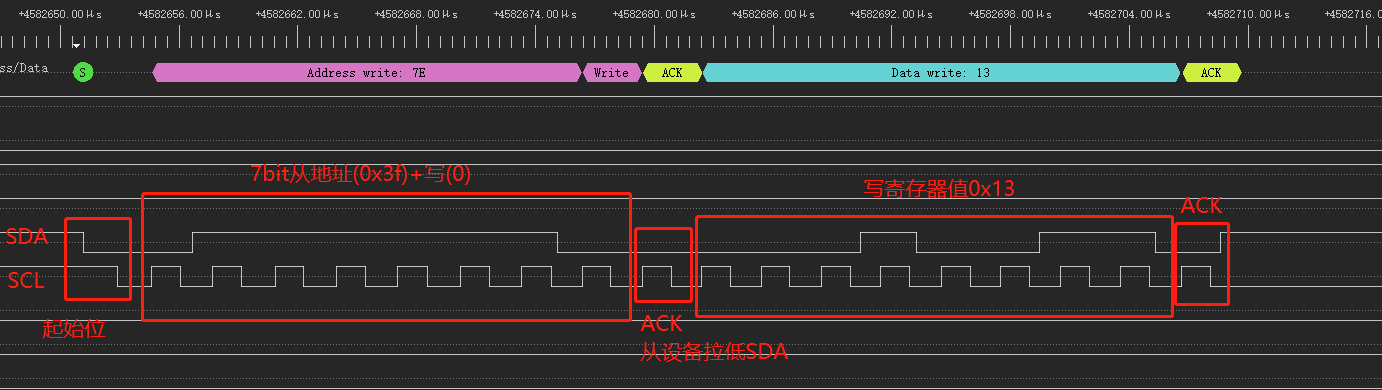 +4582650.00 µs +4582656.00 µs +4582662.00 µs +4582668.00 µs +4582674.00 µs +4582680.00 µs +4582686.00 µs +4582692.00 µs +4582698.00 µs +4582704.00 µs +4582710.00 µs +4582716.0
ss/Data S Address write: 7E Write ACK Data write: 13 ACK
7bit从地址(0x3f)+写(0)
写寄存器值0x13
ACK
SDA
SCL
起始位
ACK
从设备拉低SDA